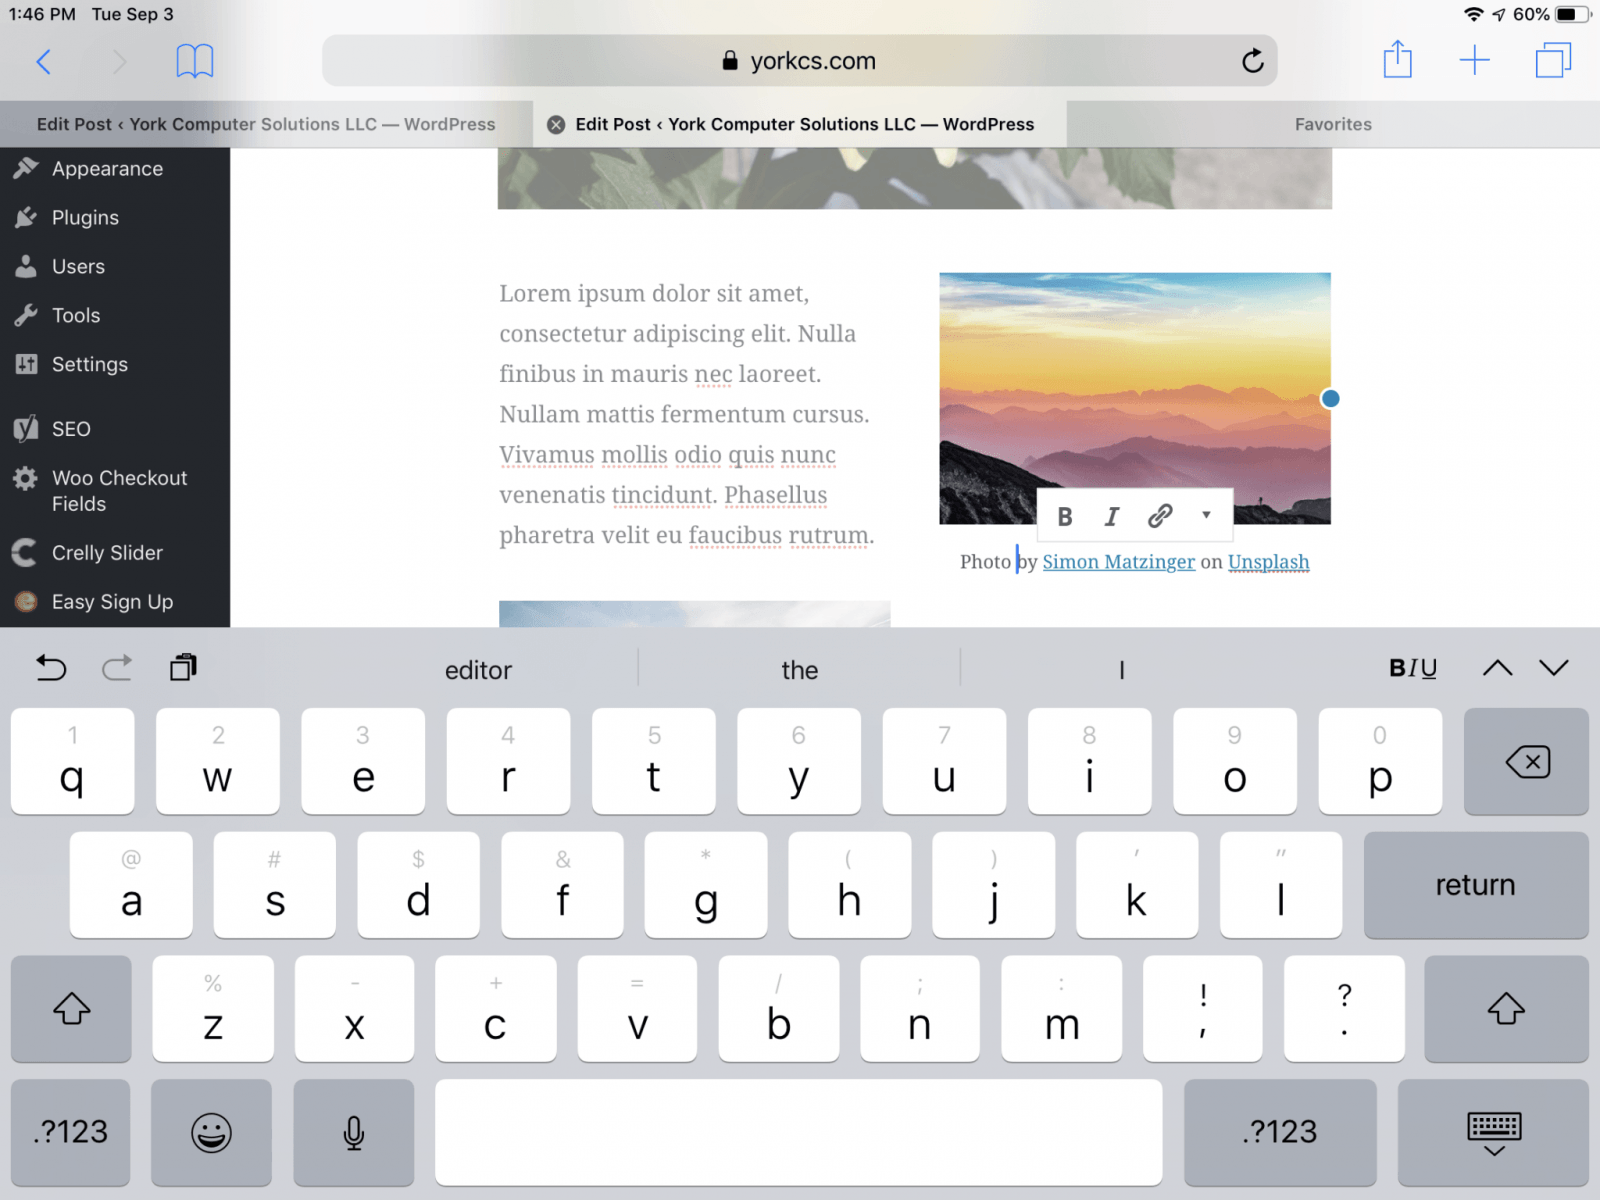 1:46 PM Tue Sep 3
60%
yorkcs.com
Edit Post ‹ York Computer Solutions LLC — WordPress
Edit Post ‹ York Computer Solutions LLC — WordPress
Favorites
Appearance
Plugins
Users
Tools
Settings
SEO
Woo Checkout
Fields
Crelly Slider
Easy Sign Up
Lorem ipsum dolor sit amet,
consectetur adipiscing elit. Nulla
finibus in mauris nec laoreet.
Nullam mattis fermentum cursus.
Vivamus mollis odio quis nunc
venenatis tincidunt. Phasellus
pharetra velit eu faucibus rutrum.
B I
Photo by Simon Matzinger on Unsplash
editor
the
I
BIU
1 2 3 4 5 6 7 8 9 0
q w e r t y u i o p
@ # $ & * ( ) ' "
a s d f g h j k l return
% - + = / ; : ! ?
z x c v b n m , .
.?123 .?123